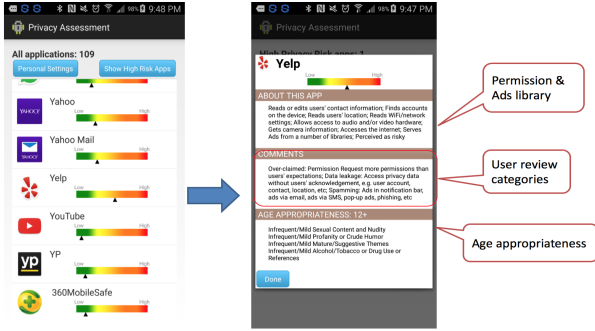 98% 9:48 PM
Privacy Assessment
All applications: 109
Personal Settings
Show High Risk Apps
Low High
YAHOO!
Yahoo
Low High
Yahoo Mail
Low High
Yelp
Low High
YouTube
Low High
yp
YP
Low High
360MobileSafe
Low High
98% 9:47 PM
Privacy Assessment
High Privacy Risk apps: 1
Yelp
Low High
ABOUT THIS APP
Reads or edits users' contact information; Finds accounts
on the device; Reads users' location; Reads WiFi/network
settings; Allows access to audio and/or video hardware;
Gets camera information; Accesses the internet; Serves
Ads from a number of libraries; Perceived as risky
COMMENTS
Over-claimed: Permission Request more permissions than
users' expectations; Data leakage: Access privacy data
without users' acknowledgement, e.g. user account,
contact, location, etc; Spamming: Ads in notification bar,
ads via email, ads via SMS, pop-up ads, phishing, etc
AGE APPROPRIATENESS: 12+
Infrequent/Mild Sexual Content and Nudity
Infrequent/Mild Profanity or Crude Humor
Infrequent/Mild Mature/Suggestive Themes
Infrequent/Mild Alcohol/Tobacco or Drug Use or
References
Done
Permission &
Ads library
User review
categories
Age appropriateness